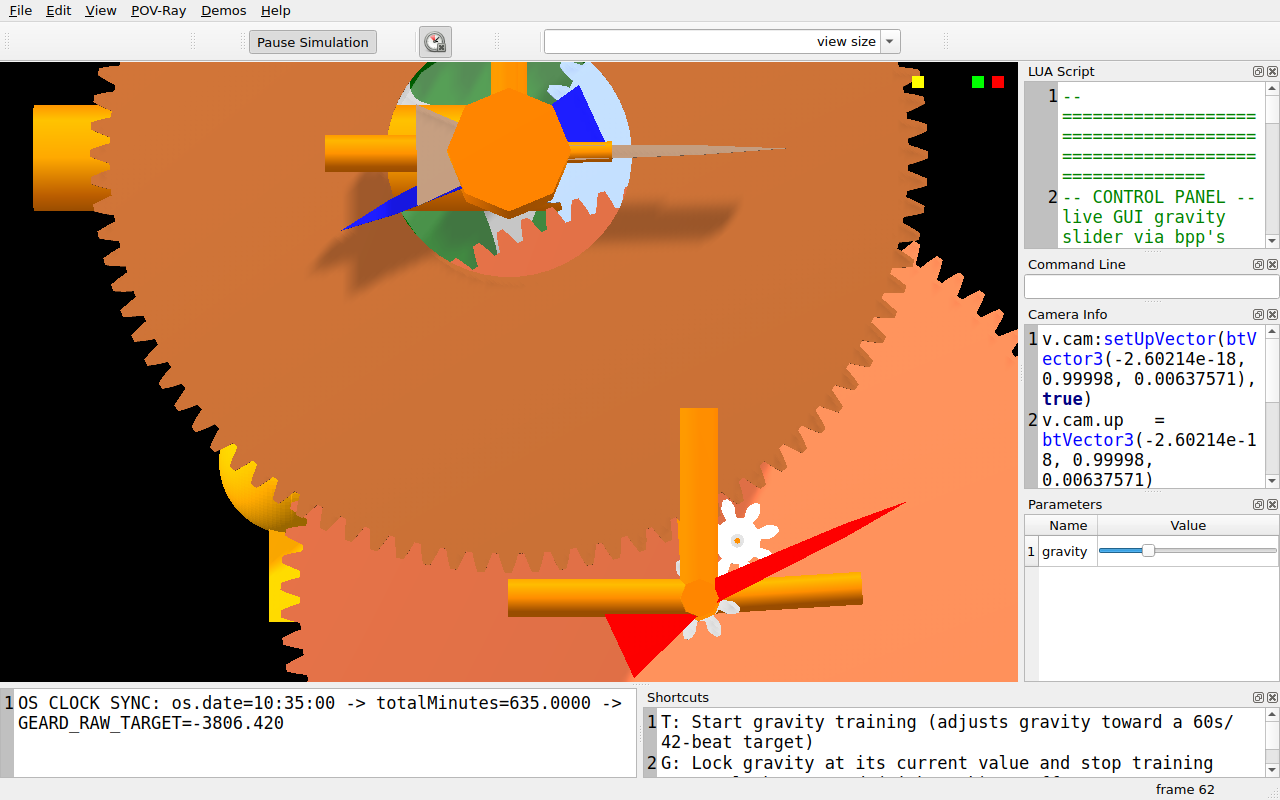 File Edit View POV-Ray Demos Help
Pause Simulation
view size
LUA Script
1 --
===================
===================
===================
==============
2 -- CONTROL PANEL --
live GUI gravity
slider via bpp's
Command Line
Camera Info
1 v.cam:setUpVector(btV
ector3(-2.60214e-18,
0.99998, 0.00637571),
true)
2 v.cam.up   =
btVector3(-2.60214e-1
8, 0.99998,
0.00637571)
Parameters
Name Value
1 gravity
1 OS CLOCK SYNC: os.date=10:35:00 -> totalMinutes=635.0000 ->
GEARD_RAW_TARGET=-3806.420
Shortcuts
1 T: Start gravity training (adjusts gravity toward a 60s/
42-beat target)
2 G: Lock gravity at its current value and stop training
frame 62